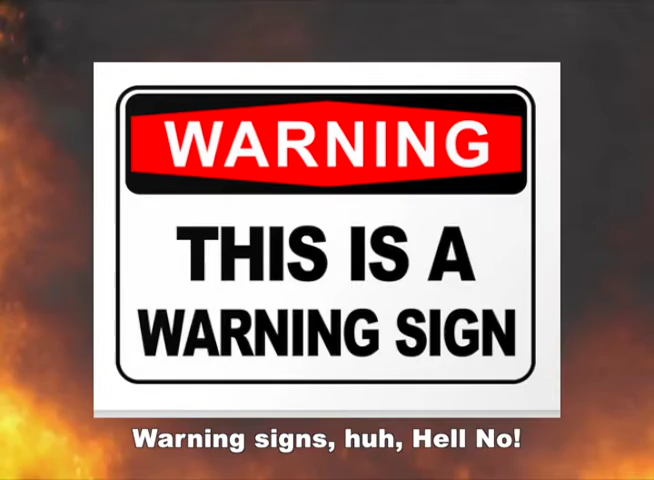 WARNING
THIS IS A
WARNING SIGN
Warning signs, huh, Hell No!